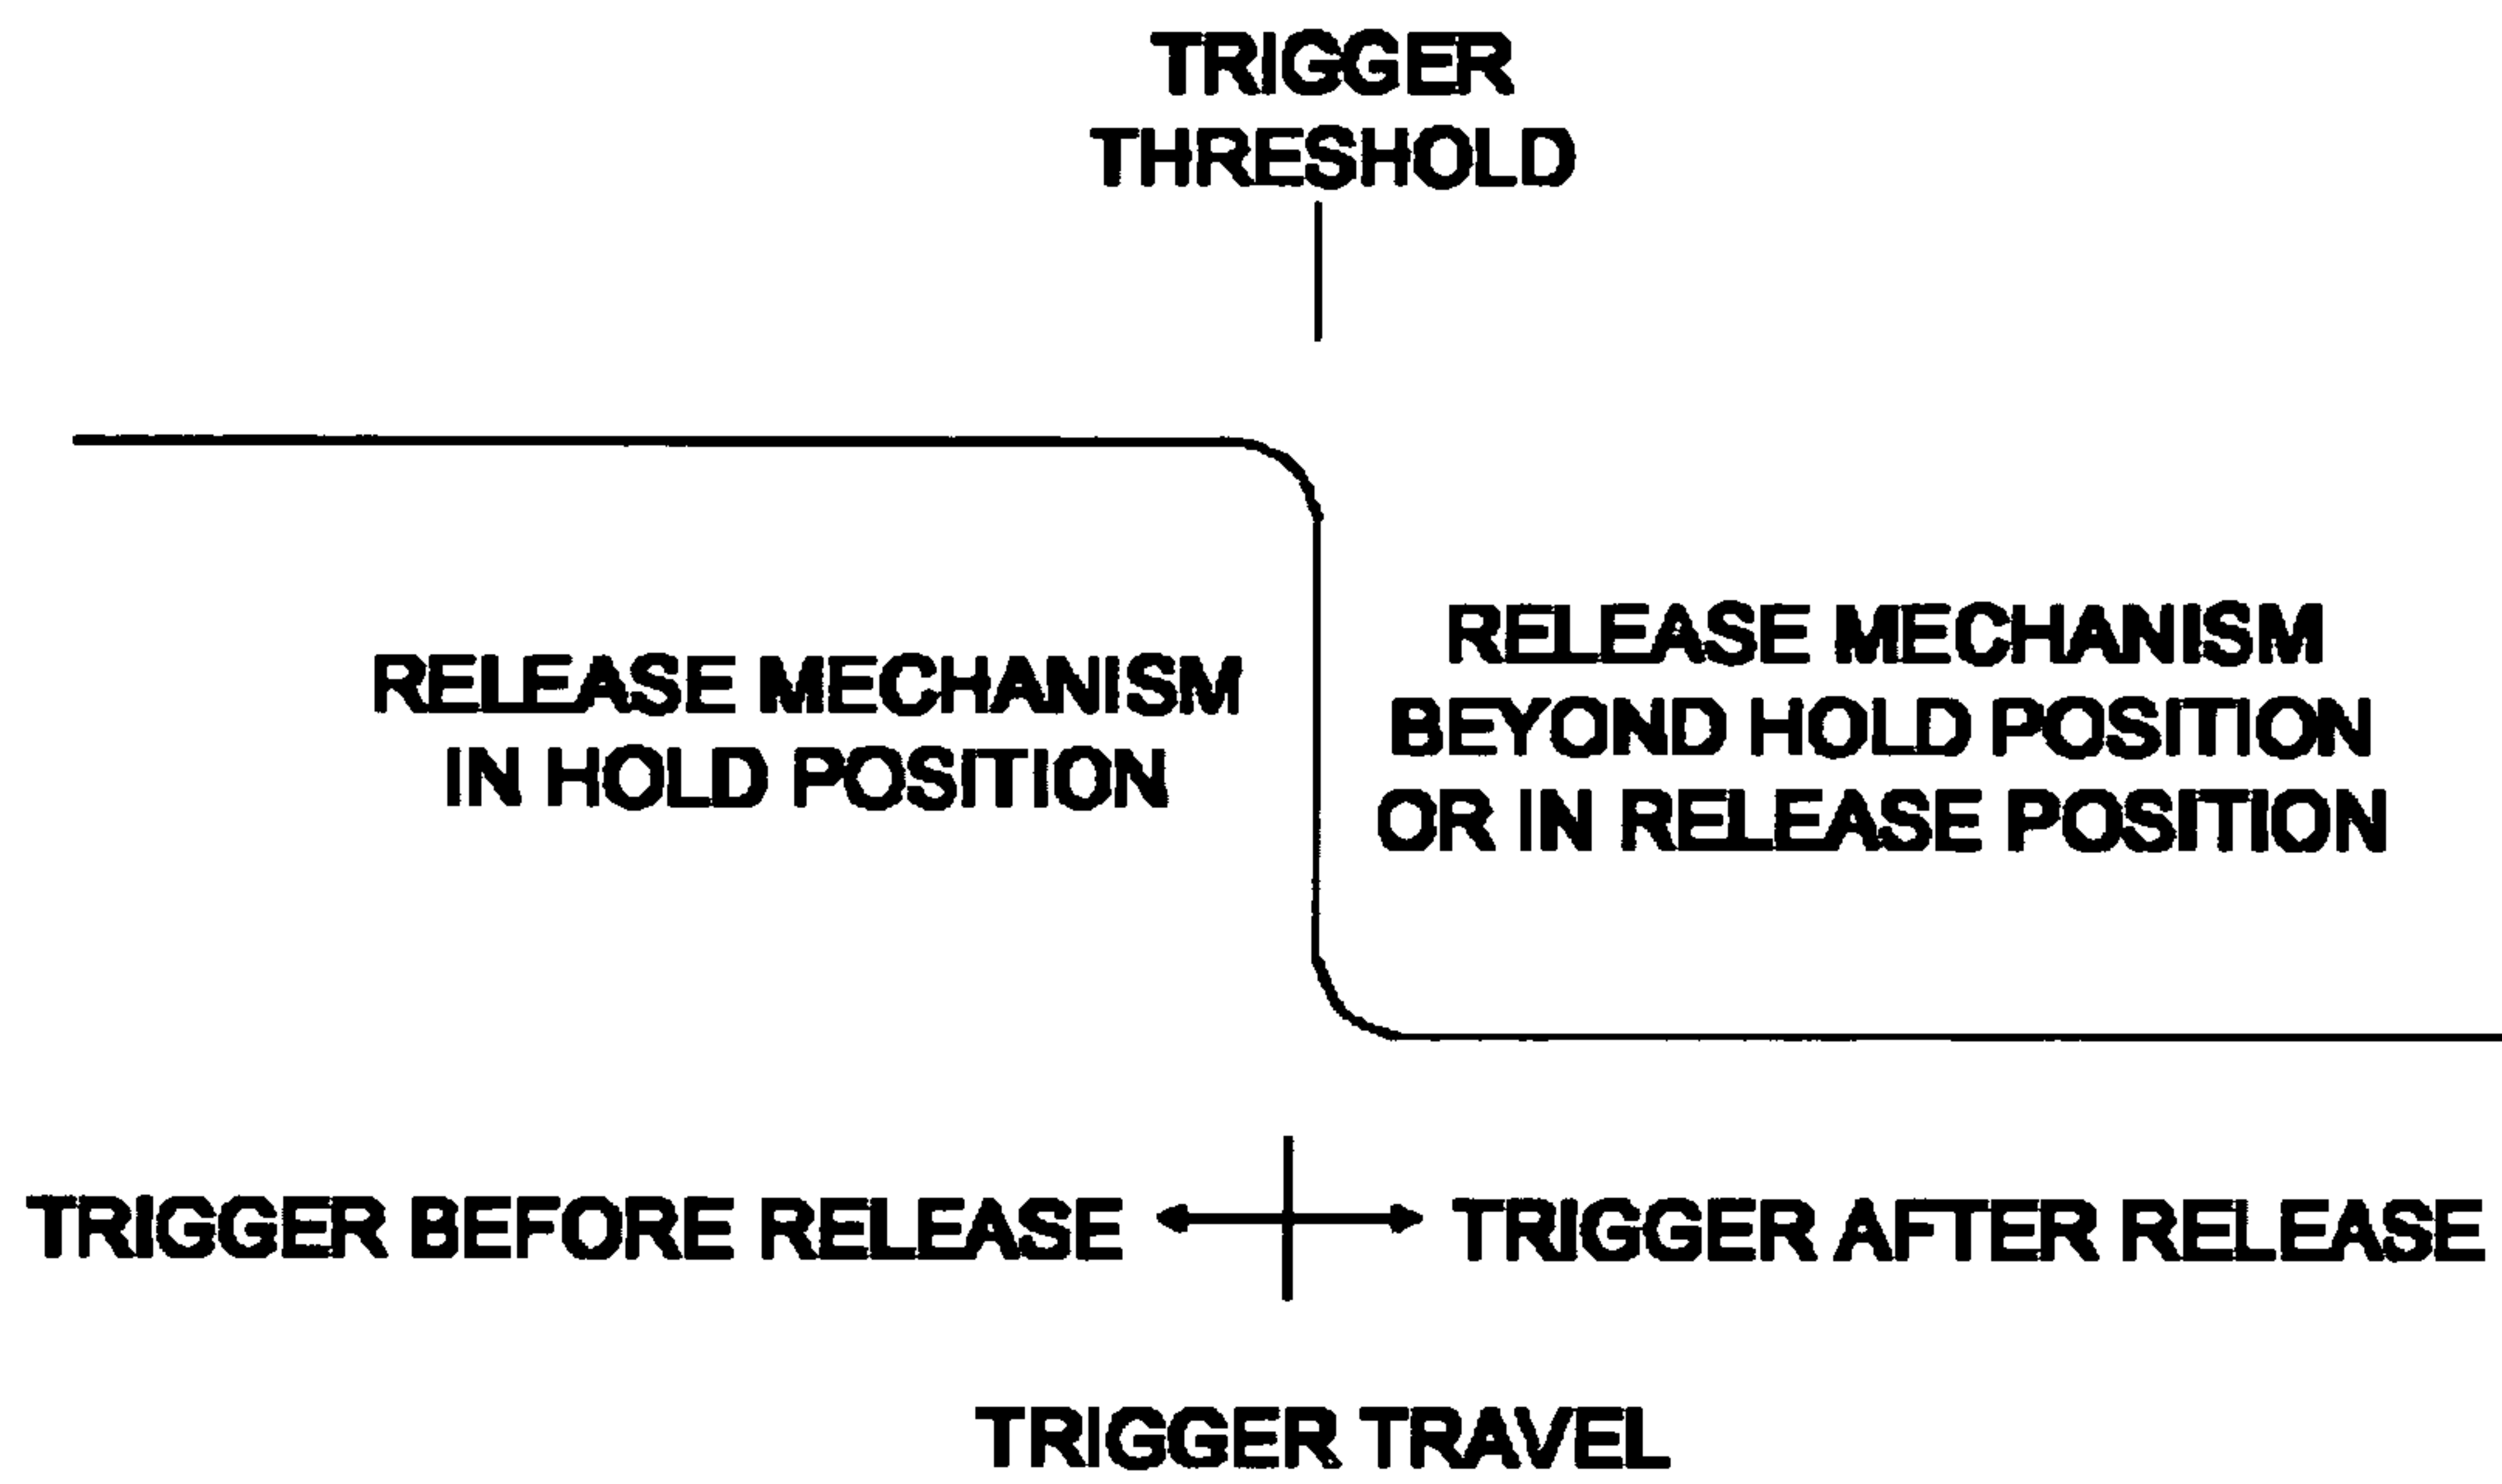 TRIGGER
THRESHOLD
RELEASE MECHANISM
IN HOLD POSITION
RELEASE MECHANISM
BEYOND HOLD POSITION
OR IN RELEASE POSITION
TRIGGER BEFORE RELEASE
TRIGGER AFTER RELEASE
TRIGGER TRAVEL